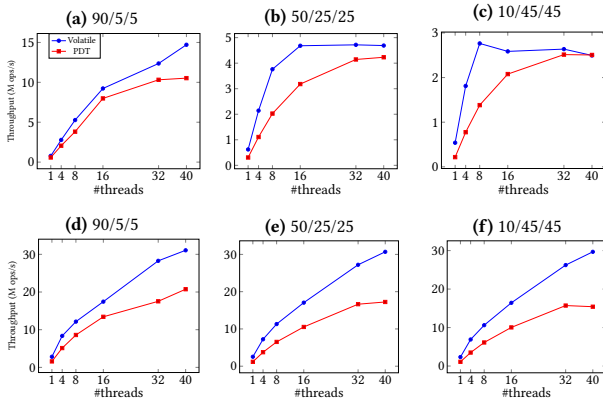 (a) 90/5/5
(b) 50/25/25
(c) 10/45/45
Throughput (M ops/s)
15
10
5
0
Volatile
PDT
1 4 8 16 32 40
#threads
5
4
3
2
1
0
1 4 8 16 32 40
#threads
3
2
1
0
1 4 8 16 32 40
#threads
(d) 90/5/5
(e) 50/25/25
(f) 10/45/45
Throughput (M ops/s)
30
20
10
0
1 4 8 16 32 40
#threads
30
20
10
0
1 4 8 16 32 40
#threads
30
20
10
0
1 4 8 16 32 40
#threads